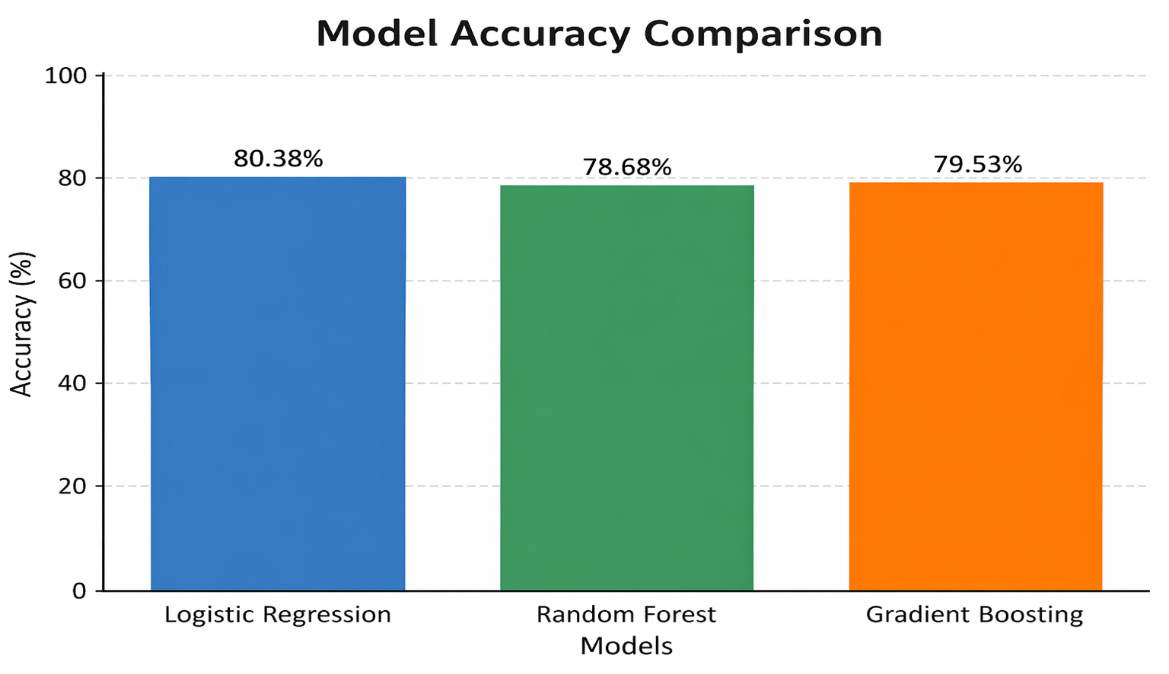 Model Accuracy Comparison
100
80
60
40
20
0
Accuracy (%)
80.38%
78.68%
79.53%
Logistic Regression
Random Forest
Gradient Boosting
Models